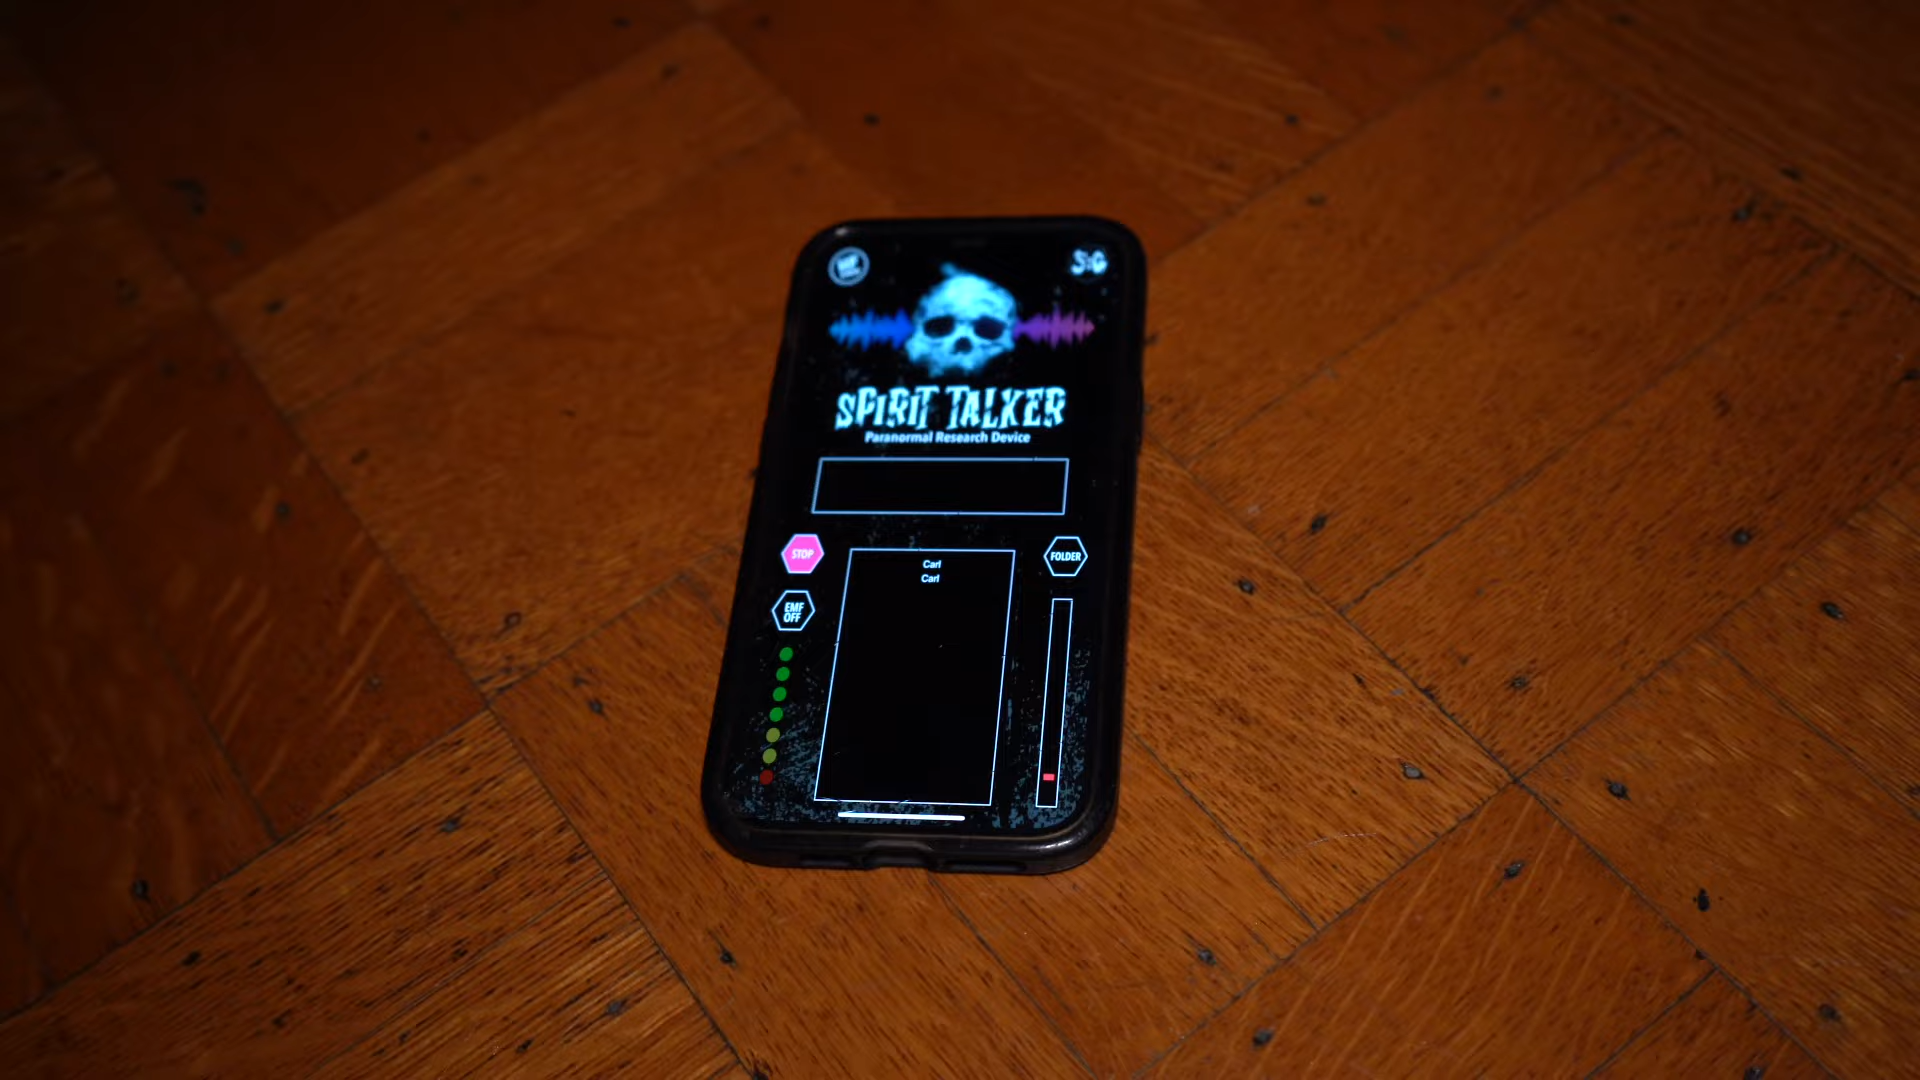 S:G
SPIRIT TALKER
Paranormal Research Device
STOP
FOLDER
Carl
Carl
EMF
OFF